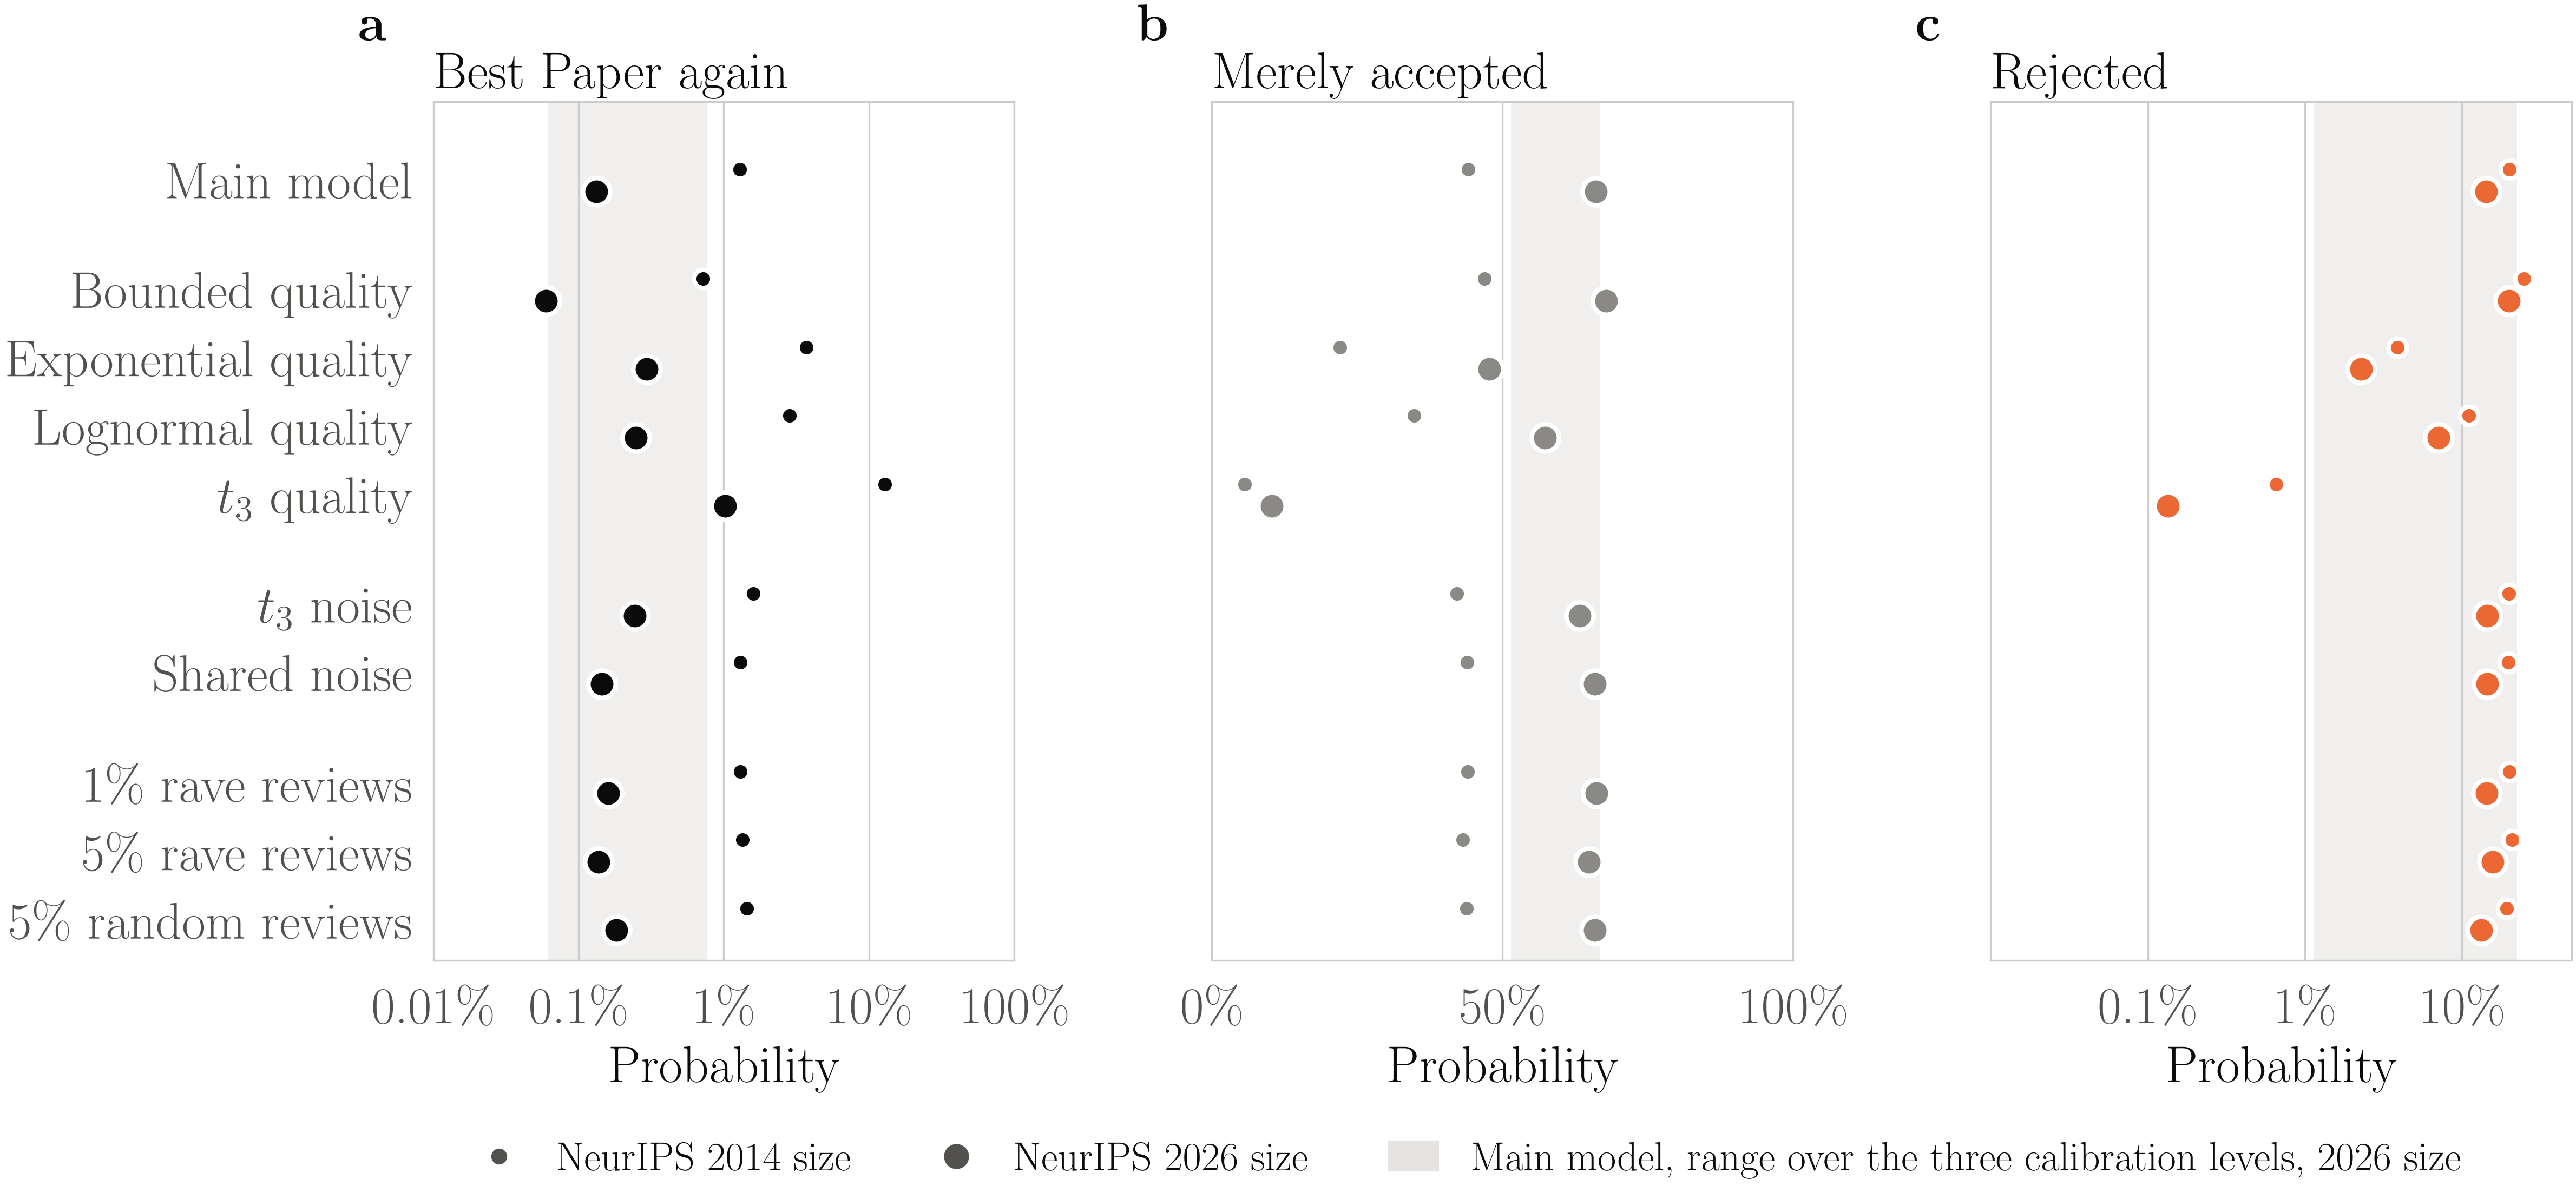 a
b
c
Best Paper again
Merely accepted
Rejected
Main model
Bounded quality
Exponential quality
Lognormal quality
t₃ quality
t₃ noise
Shared noise
1% rave reviews
5% rave reviews
5% random reviews
0.01% 0.1% 1% 10% 100%
0% 50% 100%
0.1% 1% 10%
Probability
Probability
Probability
NeurIPS 2014 size
NeurIPS 2026 size
Main model, range over the three calibration levels, 2026 size